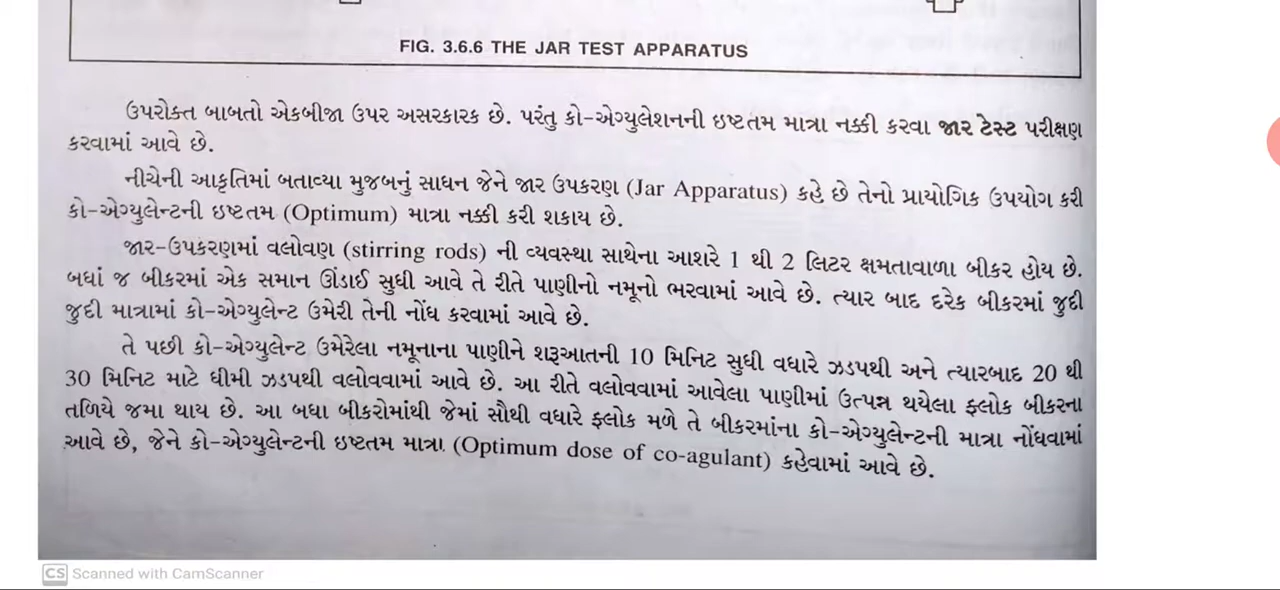 FIG. 3.6.6 THE JAR TEST APPARATUS
ઉપરોક્ત બાબતો એકબીજા ઉપર અસરકારક છે. પરંતુ કો-એગ્યુલેશનની ઇષ્ટતમ માત્રા નક્કી કરવા જાર ટેસ્ટ પરીક્ષણ
કરવામાં આવે છે.
નીચેની આકૃતિમાં બતાવ્યા મુજબનું સાધન જેને જાર ઉપકરણ (Jar Apparatus) કહે છે તેનો પ્રાયોગિક ઉપયોગ કરી
કો-એગ્યુલેન્ટની ઇષ્ટતમ (Optimum) માત્રા નક્કી કરી શકાય છે.
જાર-ઉપકરણમાં વલોવણ (stirring rods) ની વ્યવસ્થા સાથેના આશરે 1 થી 2 લિટર ક્ષમતાવાળા બીકર હોય છે.
બધાં જ બીકરમાં એક સમાન ઊંડાઈ સુધી આવે તે રીતે પાણીનો નમૂનો ભરવામાં આવે છે. ત્યાર બાદ દરેક બીકરમાં જુદી
જુદી માત્રામાં કો-એગ્યુલેન્ટ ઉમેરી તેની નોંધ કરવામાં આવે છે.
તે પછી કો-એગ્યુલેન્ટ ઉમેરેલા નમૂનાના પાણીને શરૂઆતની 10 મિનિટ સુધી વધારે ઝડપથી અને ત્યારબાદ 20 થી
30 મિનિટ માટે ધીમી ઝડપથી વલોવવામાં આવે છે. આ રીતે વલોવવામાં આવેલા પાણીમાં ઉત્પન્ન થયેલા ફ્લોક બીકરના
તળિયે જમા થાય છે. આ બધા બીકરોમાંથી જેમાં સૌથી વધારે ફ્લોક મળે તે બીકરમાંના કો-એગ્યુલેન્ટની માત્રા નોંધવામાં
આવે છે, જેને કો-એગ્યુલેન્ટની ઇષ્ટતમ માત્રા (Optimum dose of co-agulant) કહેવામાં આવે છે.
CS Scanned with CamScanner